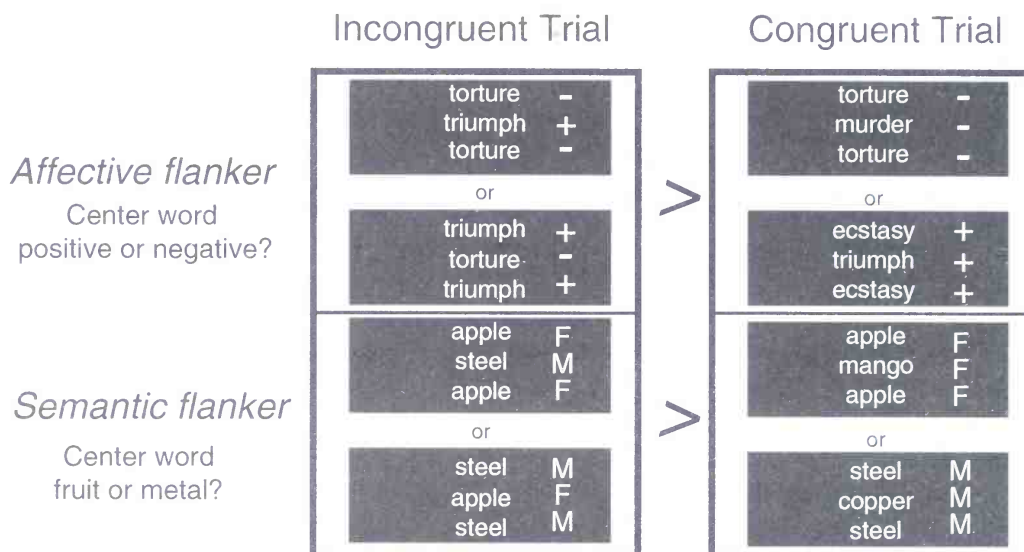 Incongruent Trial
Congruent Trial
Affective flanker
Center word
positive or negative?
torture -
triumph +
torture -
or
triumph +
torture -
triumph +
>
torture -
murder -
torture -
or
ecstasy +
triumph +
ecstasy +
Semantic flanker
Center word
fruit or metal?
apple F
steel M
apple F
or
steel M
apple F
steel M
>
apple F
mango F
apple F
or
steel M
copper M
steel M